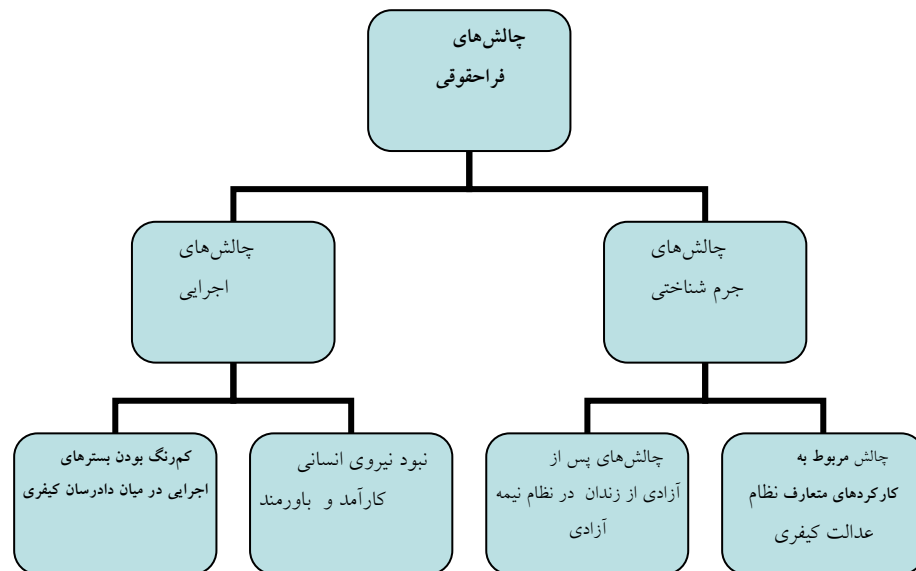 چالش‌های
فراحقوقی
چالش‌های
جرم شناختی
چالش‌های
اجرایی
چالش مربوط به
کارکردهای متعارف نظام
عدالت کیفری
چالش‌های پس از
آزادی از زندان در نظام نیمه
آزادی
نبود نیروی انسانی
کارآمد و باورمند
کم‌رنگ بودن بسترهای
اجرایی در میان دادرسان کیفری